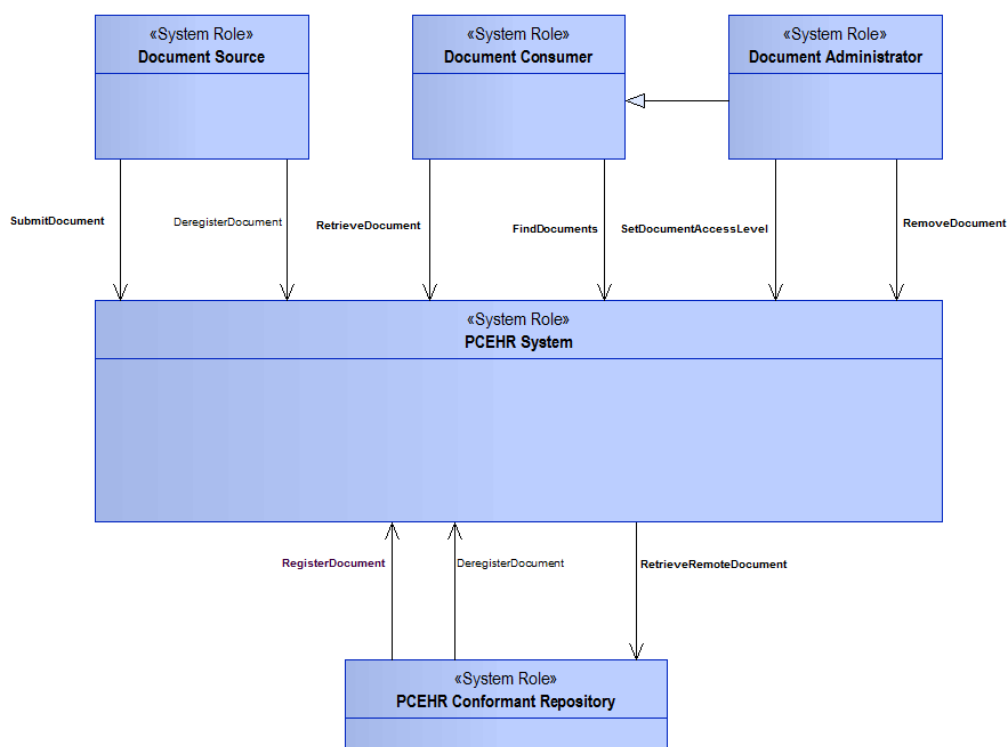 «System Role»
Document Source
«System Role»
Document Consumer
«System Role»
Document Administrator
SubmitDocument
DeregisterDocument
RetrieveDocument
FindDocuments
SetDocumentAccessLevel
RemoveDocument
«System Role»
PCEHR System
RegisterDocument
DeregisterDocument
RetrieveRemoteDocument
«System Role»
PCEHR Conformant Repository